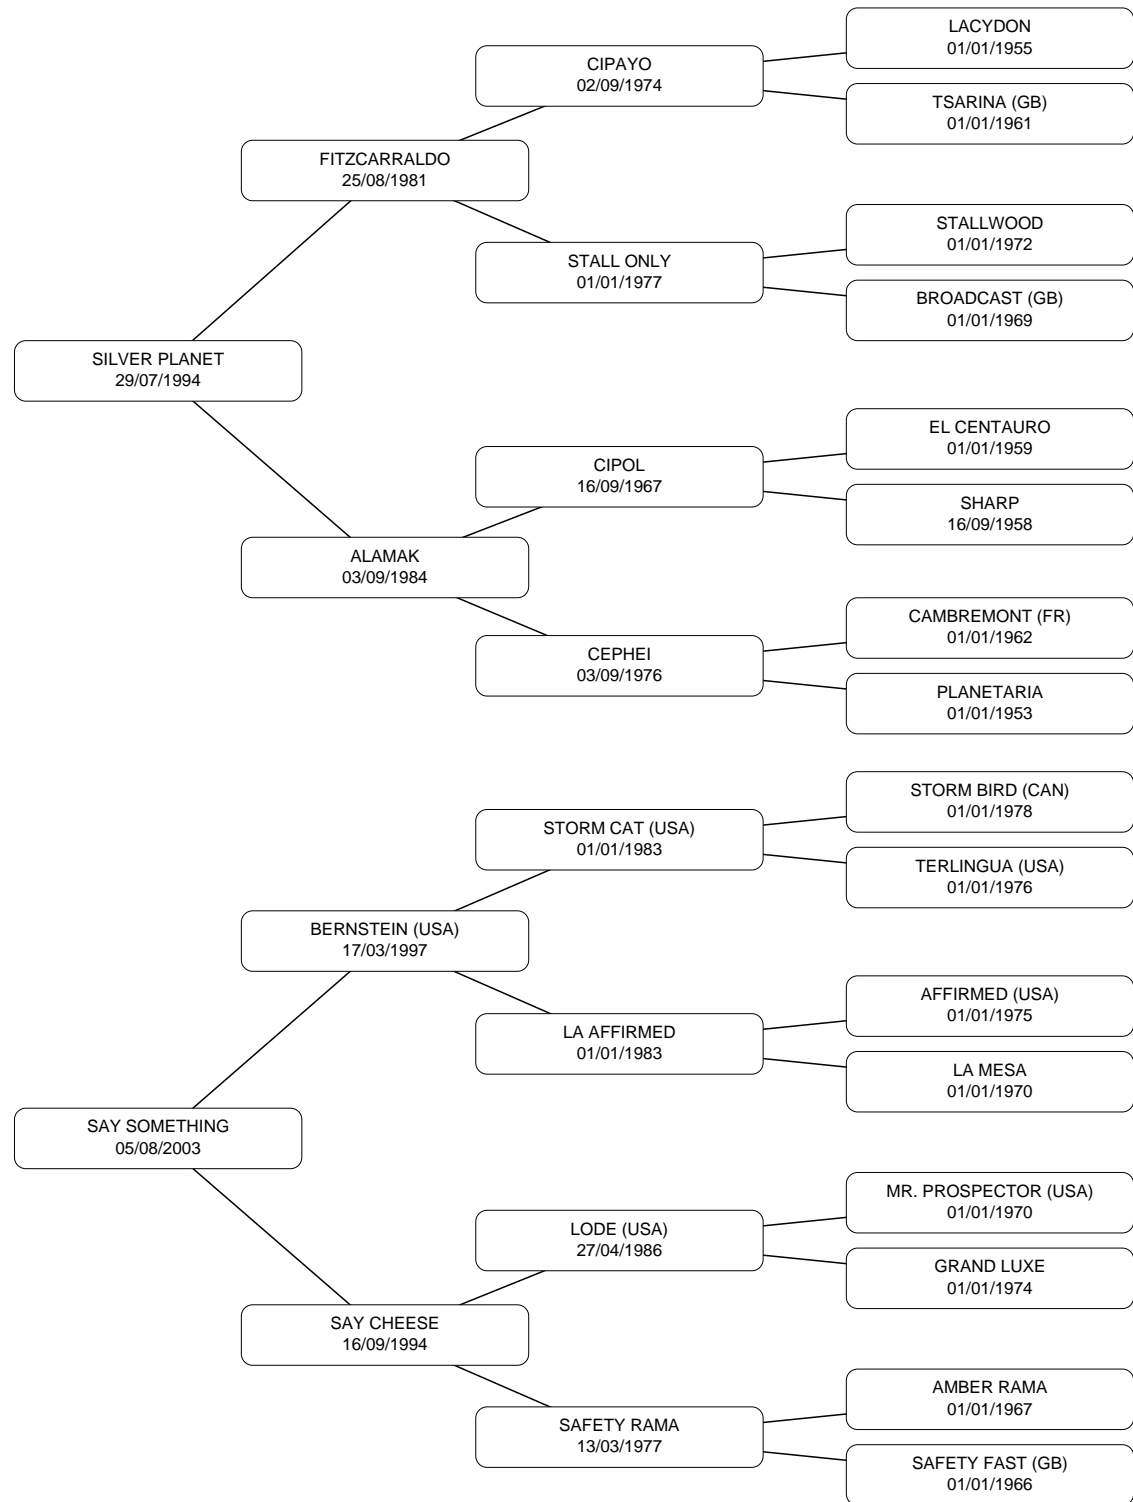 LACYDON
01/01/1955
CIPAYO
02/09/1974
TSARINA (GB)
01/01/1961
FITZCARRALDO
25/08/1981
STALLWOOD
01/01/1972
STALL ONLY
01/01/1977
BROADCAST (GB)
01/01/1969
SILVER PLANET
29/07/1994
EL CENTAURO
01/01/1959
CIPOL
16/09/1967
SHARP
16/09/1958
ALAMAK
03/09/1984
CAMBREMONT (FR)
01/01/1962
CEPHEI
03/09/1976
PLANETARIA
01/01/1953
STORM BIRD (CAN)
01/01/1978
STORM CAT (USA)
01/01/1983
TERLINGUA (USA)
01/01/1976
BERNSTEIN (USA)
17/03/1997
AFFIRMED (USA)
01/01/1975
LA AFFIRMED
01/01/1983
LA MESA
01/01/1970
SAY SOMETHING
05/08/2003
MR. PROSPECTOR (USA)
01/01/1970
LODE (USA)
27/04/1986
GRAND LUXE
01/01/1974
SAY CHEESE
16/09/1994
AMBER RAMA
01/01/1967
SAFETY RAMA
13/03/1977
SAFETY FAST (GB)
01/01/1966